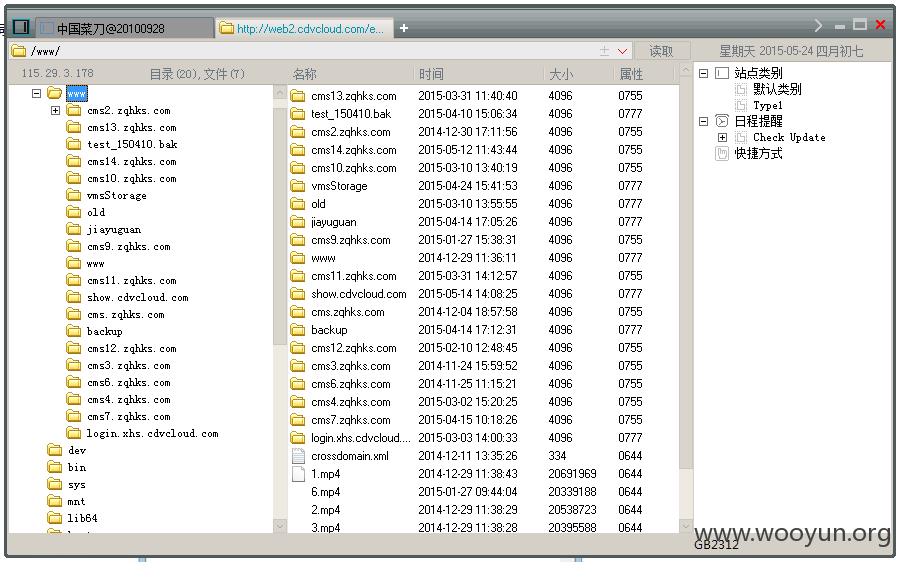 中国菜刀@20100928
http://web2.cdvcloud.com/e...
/www/
读取
星期天 2015-05-24 四月初七
115.29.3.178 目录(20),文件(7)
名称 时间 大小 属性
www
cms2.zqhks.com
cms13.zqhks.com
test_150410.bak
cms14.zqhks.com
cms10.zqhks.com
vmsStorage
old
jiayuguan
cms9.zqhks.com
www
cms11.zqhks.com
show.cdvcloud.com
cms.zqhks.com
backup
cms12.zqhks.com
cms3.zqhks.com
cms6.zqhks.com
cms4.zqhks.com
cms7.zqhks.com
login.xhs.cdvcloud.com
dev
bin
sys
mnt
lib64
cms13.zqhks.com 2015-03-31 11:40:40 4096 0755
test_150410.bak 2015-04-10 15:06:34 4096 0777
cms2.zqhks.com 2014-12-30 17:11:56 4096 0755
cms14.zqhks.com 2015-05-12 11:43:44 4096 0755
cms10.zqhks.com 2015-03-10 13:40:19 4096 0755
vmsStorage 2015-04-24 15:41:53 4096 0777
old 2015-03-10 13:55:55 4096 0777
jiayuguan 2015-04-14 17:05:26 4096 0777
cms9.zqhks.com 2015-01-27 15:38:31 4096 0755
www 2014-12-29 11:36:11 4096 0777
cms11.zqhks.com 2015-03-31 14:12:57 4096 0755
show.cdvcloud.com 2015-05-14 14:08:25 4096 0777
cms.zqhks.com 2014-12-04 18:57:58 4096 0755
backup 2015-04-14 17:12:31 4096 0777
cms12.zqhks.com 2015-02-10 12:48:45 4096 0755
cms3.zqhks.com 2014-11-24 15:59:52 4096 0755
cms6.zqhks.com 2014-11-25 11:15:21 4096 0755
cms4.zqhks.com 2015-03-02 15:20:25 4096 0755
cms7.zqhks.com 2015-04-15 10:18:26 4096 0755
login.xhs.cdvcloud.... 2015-03-03 14:00:33 4096 0777
crossdomain.xml 2014-12-11 13:35:26 334 0644
1.mp4 2014-12-29 11:38:43 20691969 0644
6.mp4 2015-01-27 09:44:04 20339188 0644
2.mp4 2014-12-29 11:38:29 20538723 0644
3.mp4 2014-12-29 11:38:28 20395588 0644
站点类别
默认类别
Type1
日程提醒
Check Update
快捷方式
www.wooyun.org
GB2312